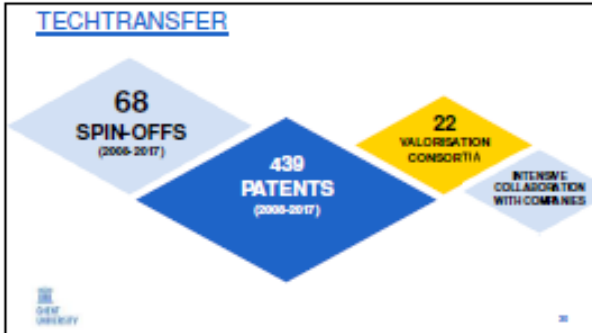 TECHTRANSFER
68
SPIN-OFFS
(2008-2017)
439
PATENTS
(2008-2017)
22
VALORISATION
CONSORTIA
INTENSIVE
COLLABORATION
WITH COMPANIES
GHENT
UNIVERSITY